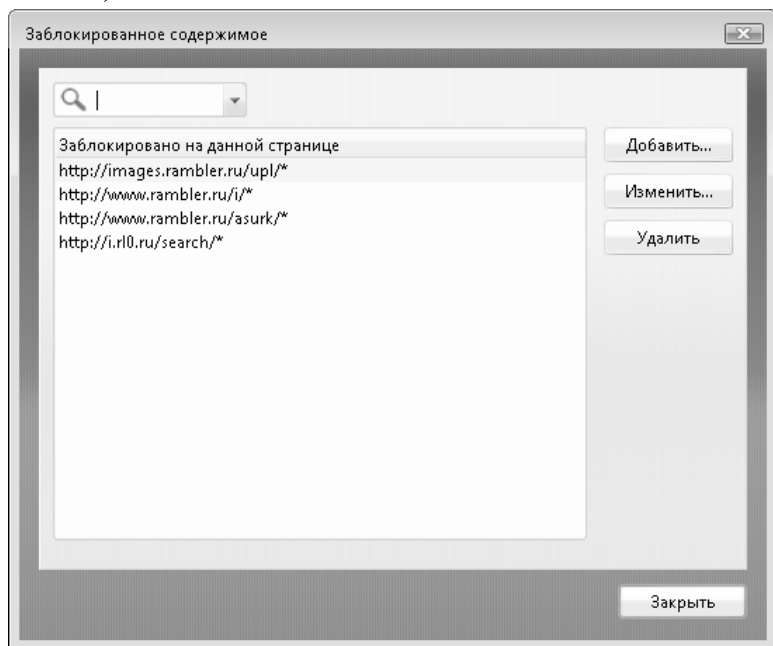 Заблокированное содержимое
Заблокировано на данной странице
http://images.rambler.ru/upl/*
http://www.rambler.ru/i/*
http://www.rambler.ru/asurk/*
http://i.rl0.ru/search/*
Добавить...
Изменить...
Удалить
Закрыть